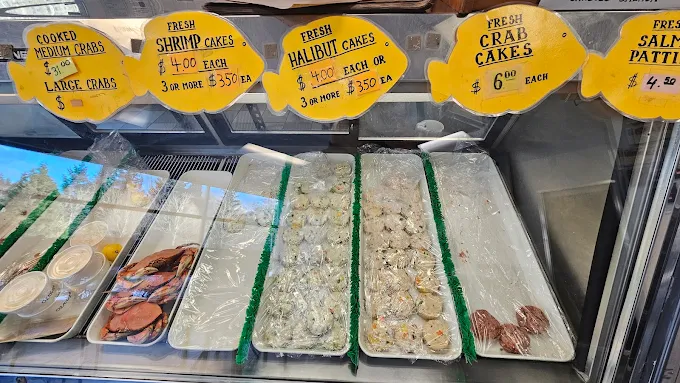 COOKED
MEDIUM CRABS
$31.00
LARGE CRABS
$
FRESH
SHRIMP CAKES
$4.00 EACH
3 OR MORE $3.50 EA
FRESH
HALIBUT CAKES
$4.00 EACH OR
3 OR MORE $3.50 EA
FRESH
CRAB
CAKES
$6.00 EACH
FRES
SALM
PATTI
$4.50